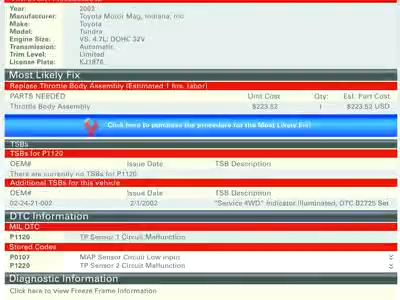 Year: 2003
Manufacturer: Toyota Motor Mfg, Indiana, Inc
Make: Toyota
Model: Tundra
Engine Size: V8, 4.7L; DOHC 32V
Transmission: Automatic
Trim Level: Limited
License Plate: KJ1876
Most Likely Fix
Replace Throttle Body Assembly (Estimated 1 hrs. labor)
PARTS NEEDED Unit Cost Qty. Est. Part Cost
Throttle Body Assembly $223.52 1 $223.52 USD
Click here to purchase the procedure for the Most Likely Fix!
TSBs
TSBs for P1120
OEM# Issue Date TSB Description
There are currently no TSBs for P1120
Additional TSBs for this vehicle
OEM# Issue Date TSB Description
02-24-21-002 2/1/2002 "Service 4WD" Indicator Illuminated, DTC B2725 Set
DTC Information
MIL DTC
P1120 TP Sensor 1 Circuit Malfunction
Stored Codes
P0107 MAP Sensor Circuit Low input
P1220 TP Sensor 2 Circuit Malfunction
Diagnostic Information
Click here to view Freeze Frame Information